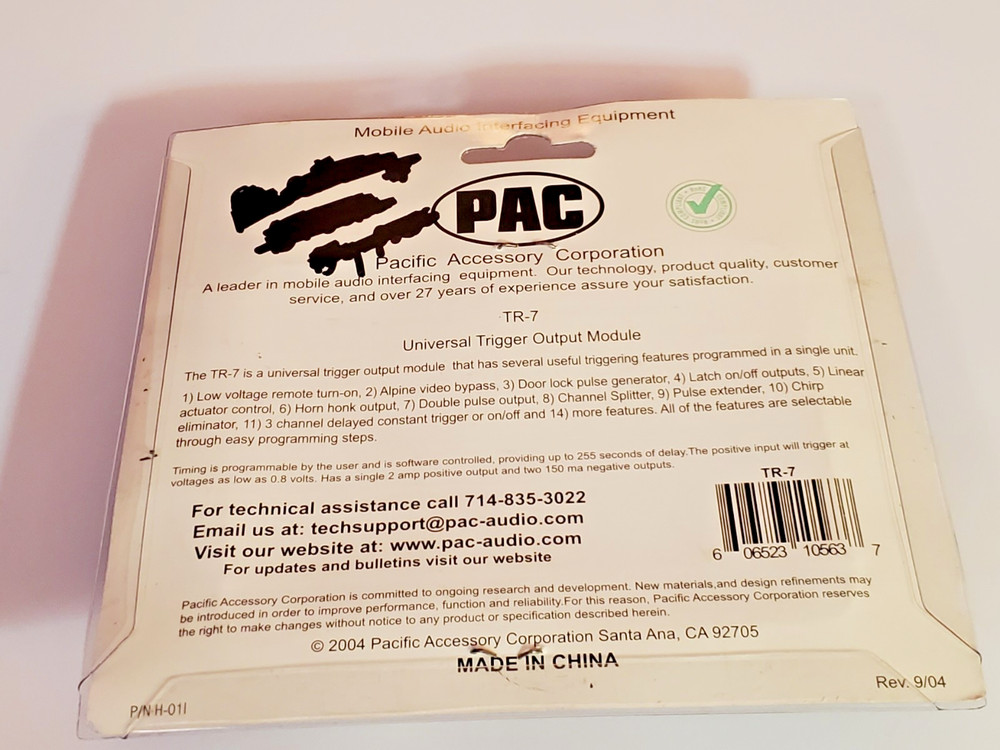 Mobile Audio Interfacing Equipment
PAC
Pacific Accessory Corporation
A leader in mobile audio interfacing equipment. Our technology, product quality, customer
service, and over 27 years of experience assure your satisfaction.
TR-7
Universal Trigger Output Module
The TR-7 is a universal trigger output module that has several useful triggering features programmed in a single unit.
1) Low voltage remote turn-on, 2) Alpine video bypass, 3) Door lock pulse generator, 4) Latch on/off outputs, 5) Linear
actuator control, 6) Horn honk output, 7) Double pulse output, 8) Channel Splitter, 9) Pulse extender, 10) Chirp
eliminator, 11) 3 channel delayed constant trigger or on/off and 14) more features. All of the features are selectable
through easy programming steps.
Timing is programmable by the user and is software controlled, providing up to 255 seconds of delay.The positive input will trigger at
voltages as low as 0.8 volts. Has a single 2 amp positive output and two 150 ma negative outputs.
For technical assistance call 714-835-3022
Email us at: techsupport@pac-audio.com
Visit our website at: www.pac-audio.com
For updates and bulletins visit our website
TR-7
6 06523 10563 7
Pacific Accessory Corporation is committed to ongoing research and development. New materials,and design refinements may
be introduced in order to improve performance, function and reliability.For this reason, Pacific Accessory Corporation reserves
the right to make changes without notice to any product or specification described herein.
© 2004 Pacific Accessory Corporation Santa Ana, CA 92705
MADE IN CHINA
Rev. 9/04
P/N H-01I